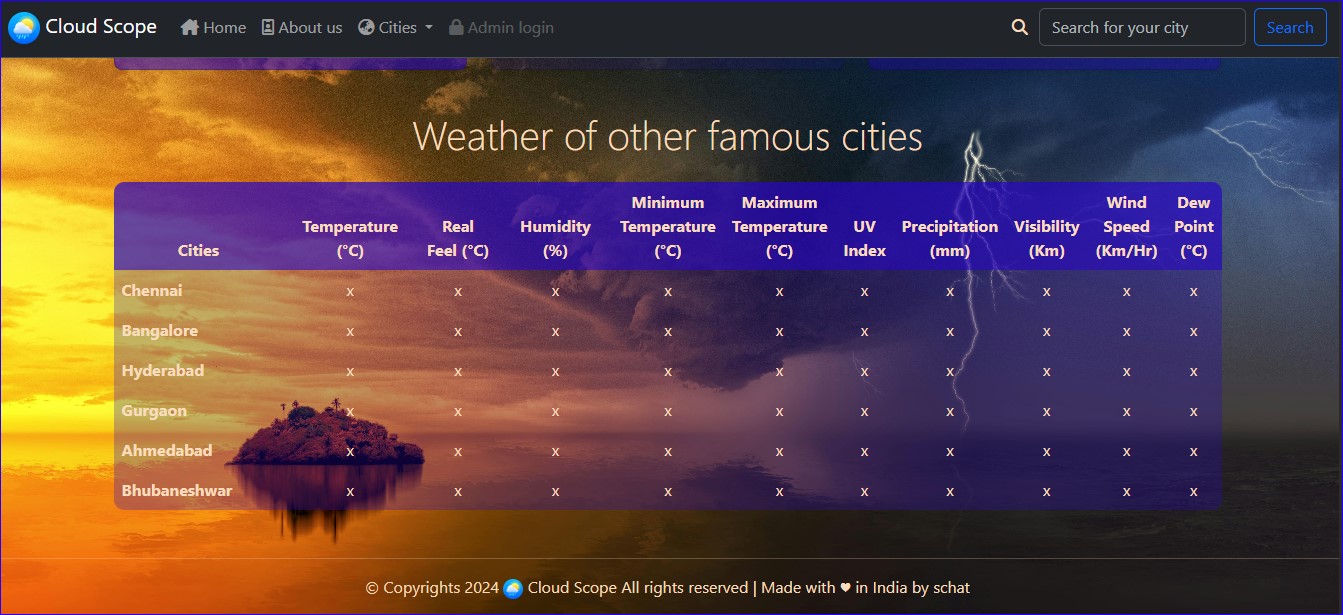 Cloud Scope Home About us Cities Admin login Search for your city Search
Weather of other famous cities
Cities Temperature (°C) Real Feel (°C) Humidity (%) Minimum Temperature (°C) Maximum Temperature (°C) UV Index Precipitation (mm) Visibility (Km) Wind Speed (Km/Hr) Dew Point (°C)
Chennai x x x x x x x x x x
Bangalore x x x x x x x x x x
Hyderabad x x x x x x x x x x
Gurgaon x x x x x x x x x x
Ahmedabad x x x x x x x x x x
Bhubaneshwar x x x x x x x x x x
© Copyrights 2024 Cloud Scope All rights reserved | Made with ♥ in India by schat